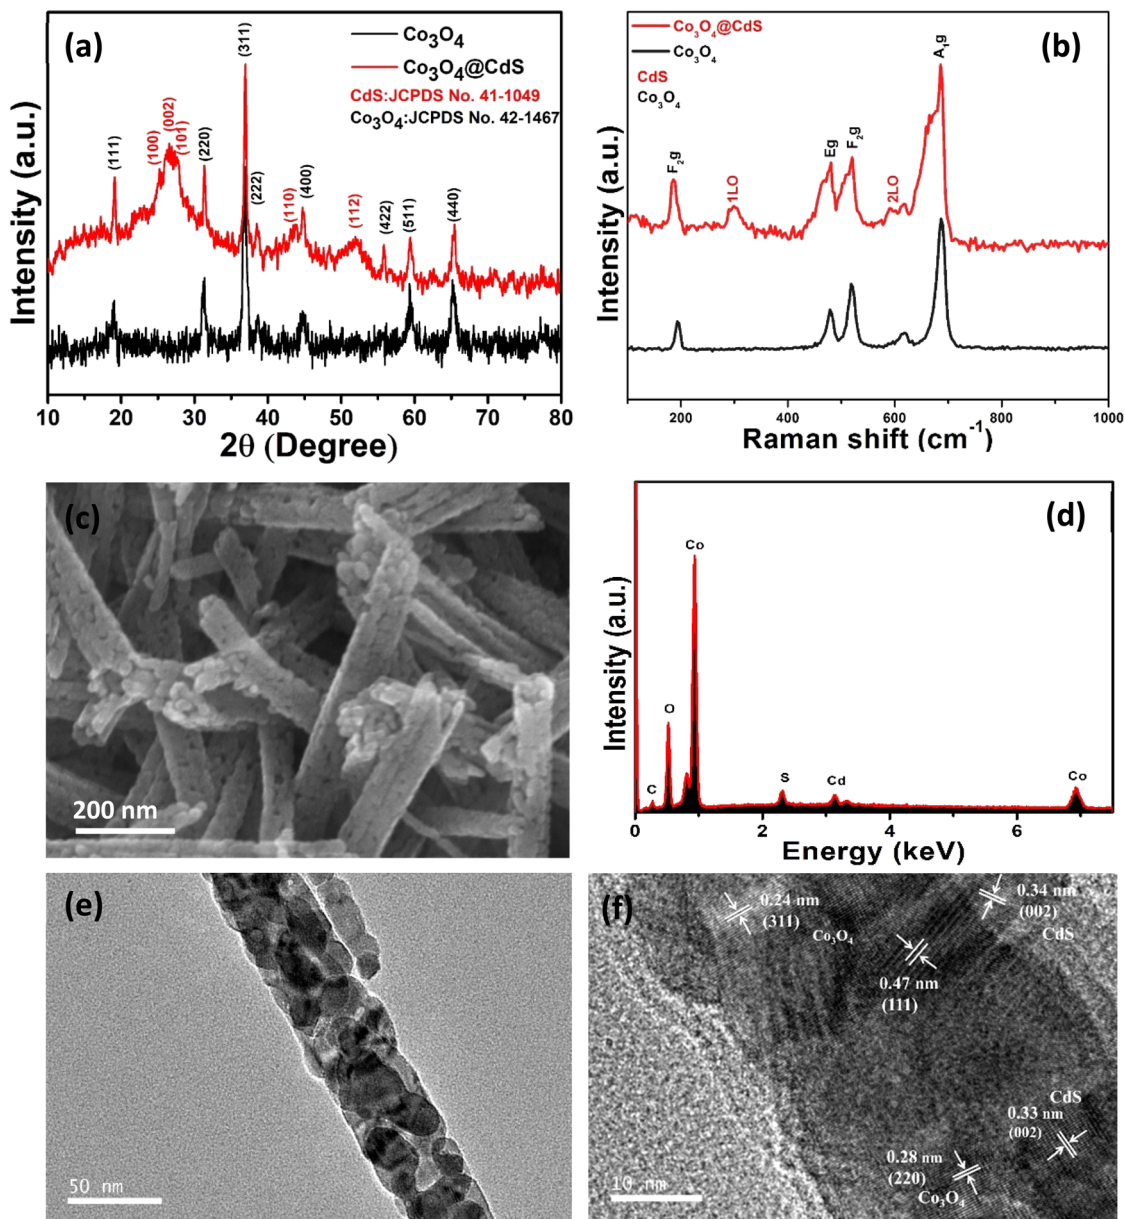 (a)
Co₃O₄
Co₃O₄@CdS
CdS:JCPDS No. 41-1049
Co₃O₄:JCPDS No. 42-1467
(111)
(100)
(002)
(101)
(220)
(311)
(222)
(110)
(400)
(112)
(422)
(511)
(440)
Intensity (a.u.)
10 20 30 40 50 60 70 80
2θ (Degree)
(b)
Co₃O₄@CdS
Co₃O₄
CdS
Co₃O₄
F₂g
1LO
Eg
F₂g
2LO
A₁g
Intensity (a.u.)
200 400 600 800 1000
Raman shift (cm⁻¹)
(c)
200 nm
(d)
C
O
Co
S
Cd
Co
Intensity (a.u.)
0 2 4 6
Energy (keV)
(e)
50 nm
(f)
0.24 nm
(311)
Co₃O₄
0.34 nm
(002)
CdS
0.47 nm
(111)
CdS
0.33 nm
(002)
0.28 nm
(220)
Co₃O₄
10 nm